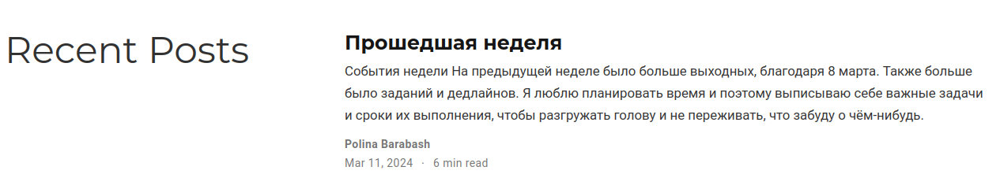 Recent Posts
Прошедшая неделя
События недели На предыдущей неделе было больше выходных, благодаря 8 марта. Также больше
было заданий и дедлайнов. Я люблю планировать время и поэтому выписываю себе важные задачи
и сроки их выполнения, чтобы разгружать голову и не переживать, что забуду о чём-нибудь.
Polina Barabash
Mar 11, 2024 · 6 min read